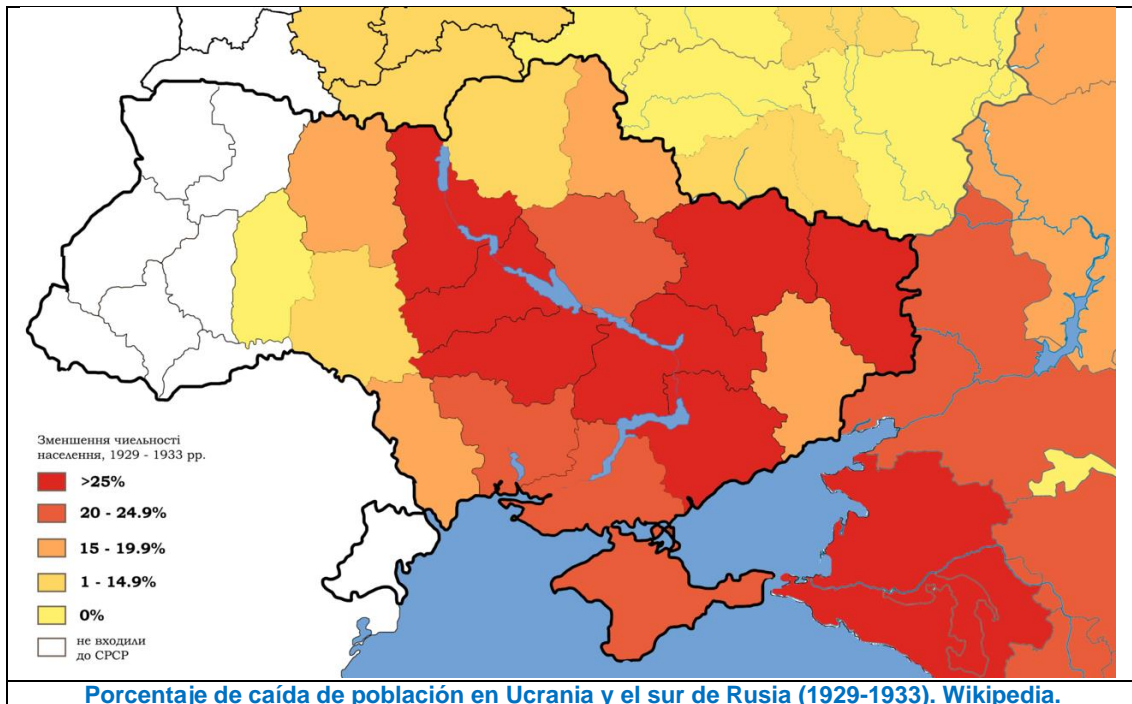 Зменшення чиельності
населення, 1929 - 1933 рр.
>25%
20 - 24.9%
15 - 19.9%
1 - 14.9%
0%
не входили
до СРСР
Porcentaje de caída de población en Ucrania y el sur de Rusia (1929-1933). Wikipedia.